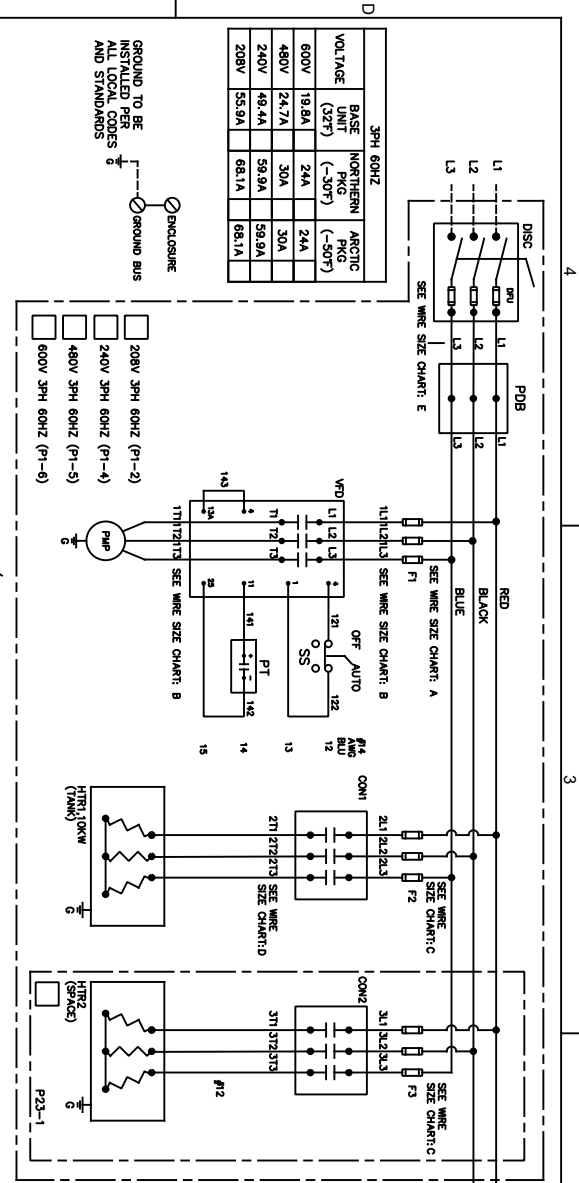 D
4
3
3PH 60HZ
VOLTAGE BASE UNIT (32°F) NORTHERN PKG (-30°F) ARCTIC PKG (-50°F)
600V 19.8A 24A 24A
480V 24.7A 30A 30A
240V 49.4A 59.9A 59.9A
208V 55.9A 68.1A 68.1A
GROUND TO BE
INSTALLED PER
ALL LOCAL CODES
AND STANDARDS
G
ENCLOSURE
GROUND BUS
L1
L2
L3
DISC
DFU
L1
L2
L3
SEE WIRE SIZE CHART: E
PDB
L1
L2
L3
208V 3PH 60HZ (P1-2)
240V 3PH 60HZ (P1-4)
480V 3PH 60HZ (P1-5)
600V 3PH 60HZ (P1-6)
RED
BLACK
BLUE
SEE WIRE SIZE CHART: A
F1
1L1 1L2 1L3
SEE WIRE SIZE CHART: B
VFD
L1 L2 L3
T1 T2 T3
4 1
13A
143
25 11
1T1 1T2 1T3
SEE WIRE SIZE CHART: B
PMP
G
OFF AUTO
SS
121
122
PT
+ -
141
142
#14
AWG
BLU
12
13
14
15
SEE WIRE
SIZE CHART:C
F2
2L1 2L2 2L3
CON1
2T1 2T2 2T3
SEE WIRE
SIZE CHART:D
HTR1,10KW
(TANK)
G
SEE WIRE
SIZE CHART:C
F3
3L1 3L2 3L3
CON2
3T1 3T2 3T3
#12
HTR2
(SPACE)
G
P23-1